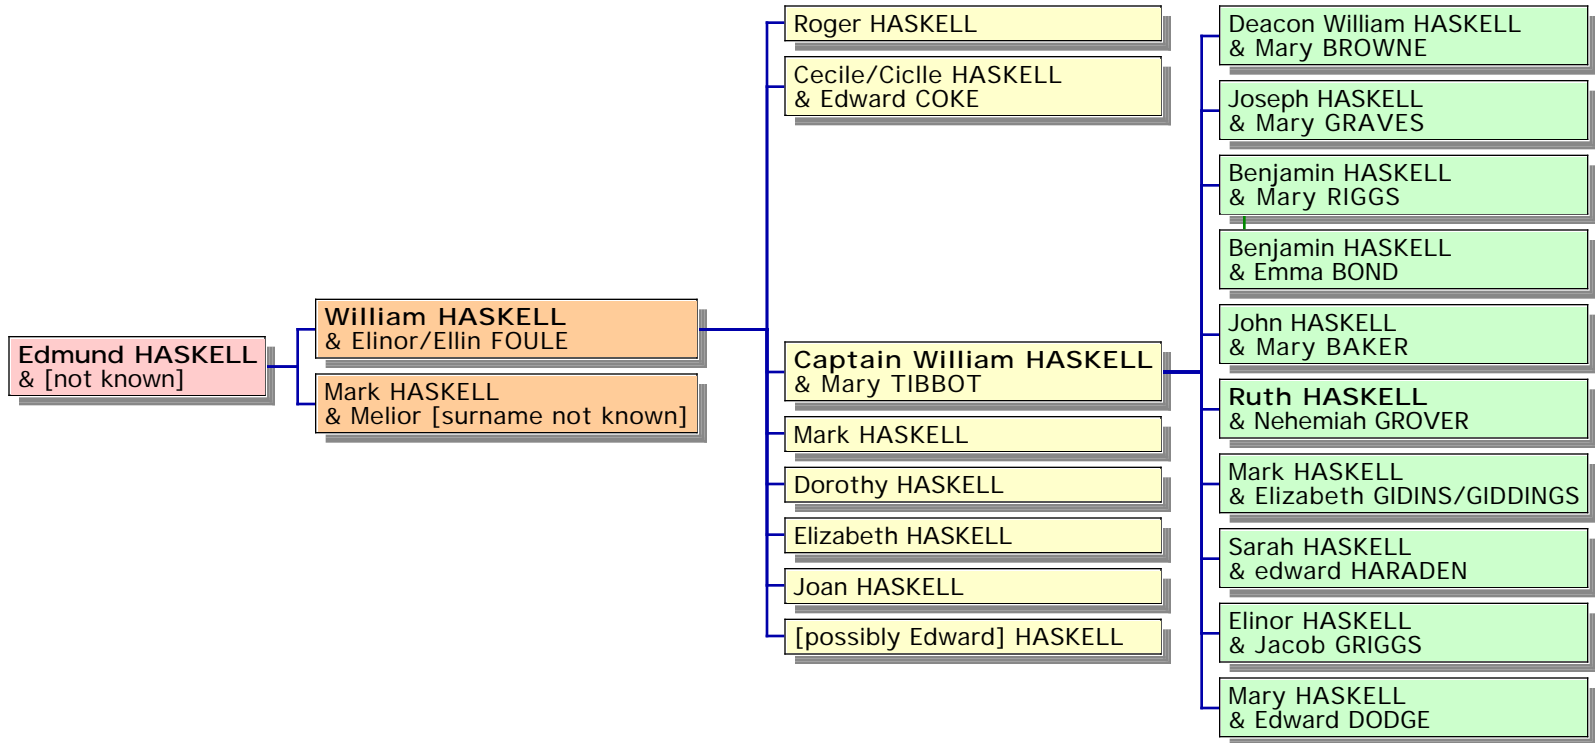 Edmund HASKELL
& [not known]
William HASKELL
& Elinor/Ellin FOULE
Mark HASKELL
& Melior [surname not known]
Roger HASKELL
Cecile/Ciclle HASKELL
& Edward COKE
Captain William HASKELL
& Mary TIBBOT
Mark HASKELL
Dorothy HASKELL
Elizabeth HASKELL
Joan HASKELL
[possibly Edward] HASKELL
Deacon William HASKELL
& Mary BROWNE
Joseph HASKELL
& Mary GRAVES
Benjamin HASKELL
& Mary RIGGS
Benjamin HASKELL
& Emma BOND
John HASKELL
& Mary BAKER
Ruth HASKELL
& Nehemiah GROVER
Mark HASKELL
& Elizabeth GIDINS/GIDDINGS
Sarah HASKELL
& edward HARADEN
Elinor HASKELL
& Jacob GRIGGS
Mary HASKELL
& Edward DODGE